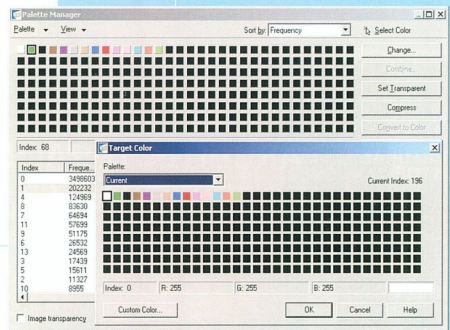 Palette Manager
Palette View Sort by: Frequency Select Color
Change...
Combine...
Set Transparent
Compress
Convert to Color
Index: 68
Index Freque...
0 3498603
1 202232
4 124969
8 83630
7 64694
11 57699
9 51175
6 26532
13 24569
3 17439
5 15611
2 11327
10 8955
Image transparency
Target Color
Palette:
Current Current Index: 196
Index: 0 R: 255 G: 255 B: 255
Custom Color... OK Cancel Help